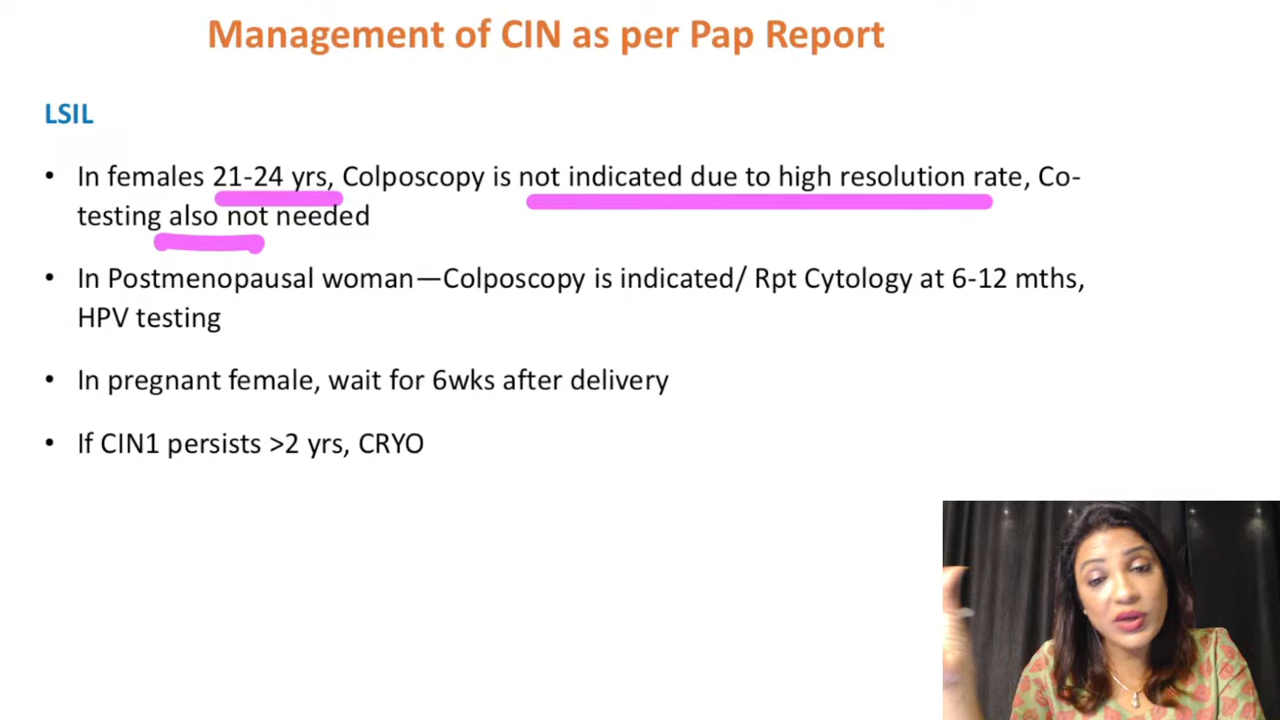 Management of CIN as per Pap Report
LSIL
• In females 21-24 yrs, Colposcopy is not indicated due to high resolution rate, Co-
testing also not needed
• In Postmenopausal woman—Colposcopy is indicated/ Rpt Cytology at 6-12 mths,
HPV testing
• In pregnant female, wait for 6wks after delivery
• If CIN1 persists >2 yrs, CRYO